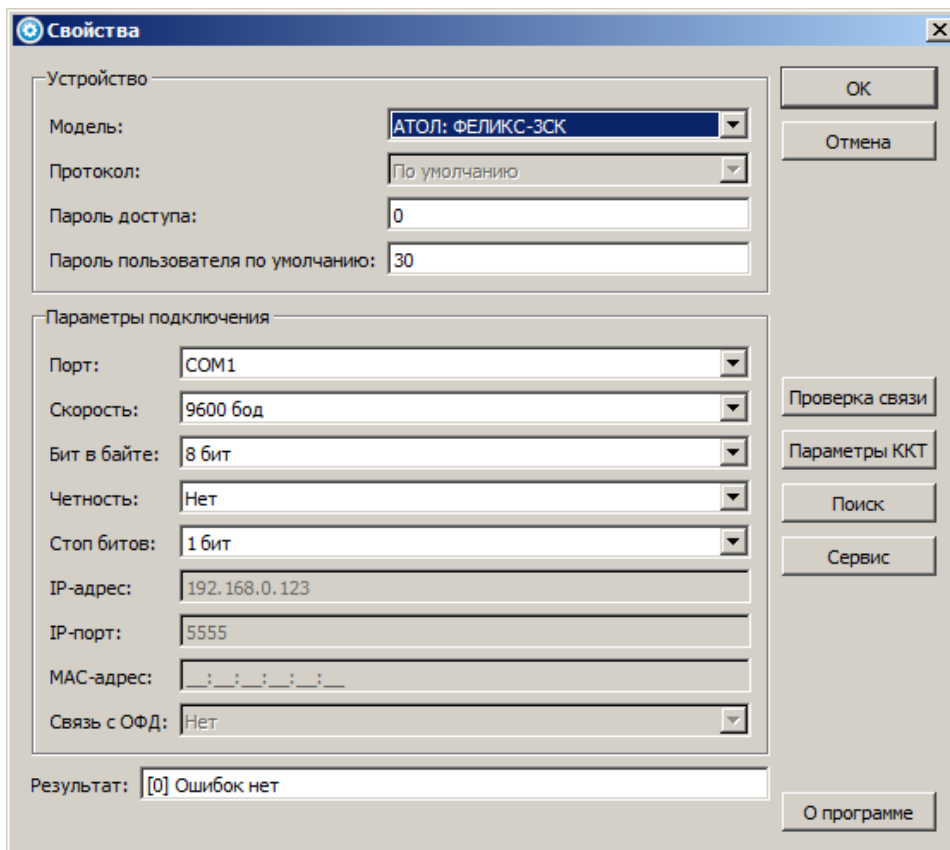 Свойства
Устройство
Модель: АТОЛ: ФЕЛИКС-3СК
Протокол: По умолчанию
Пароль доступа: 0
Пароль пользователя по умолчанию: 30
OK
Отмена
Параметры подключения
Порт: COM1
Скорость: 9600 бод
Бит в байте: 8 бит
Четность: Нет
Стоп битов: 1 бит
IP-адрес: 192.168.0.123
IP-порт: 5555
MAC-адрес: __:__:__:__:__:__
Связь с ОФД: Нет
Проверка связи
Параметры ККТ
Поиск
Сервис
Результат: [0] Ошибок нет
О программе